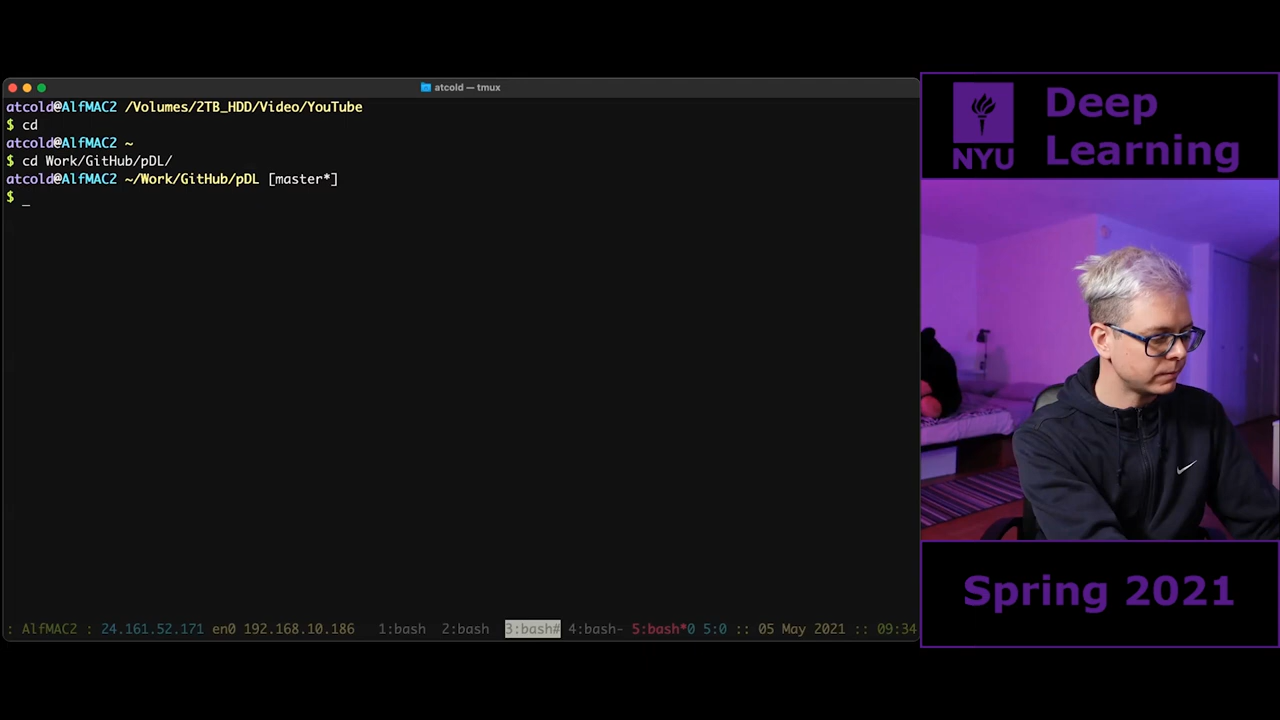 atcold — tmux
atcold@AlfMAC2 /Volumes/2TB_HDD/Video/YouTube
$ cd
atcold@AlfMAC2 ~
$ cd Work/GitHub/pDL/
atcold@AlfMAC2 ~/Work/GitHub/pDL [master*]
$ _
: AlfMAC2 : 24.161.52.171 en0 192.168.10.186 1:bash 2:bash 3:bash# 4:bash- 5:bash*0 5:0 :: 05 May 2021 :: 09:34
NYU
Deep
Learning
Spring 2021